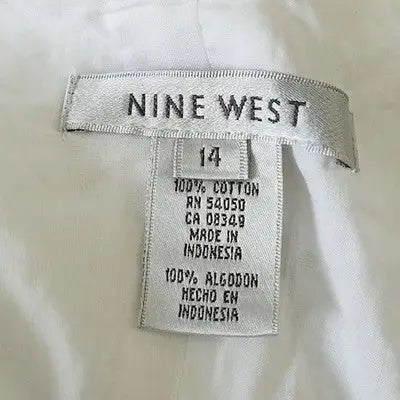 NINE WEST
14
100% COTTON
RN 54050
CA 08349
MADE IN
INDONESIA
100% ALGODON
HECHO EN
INDONESIA